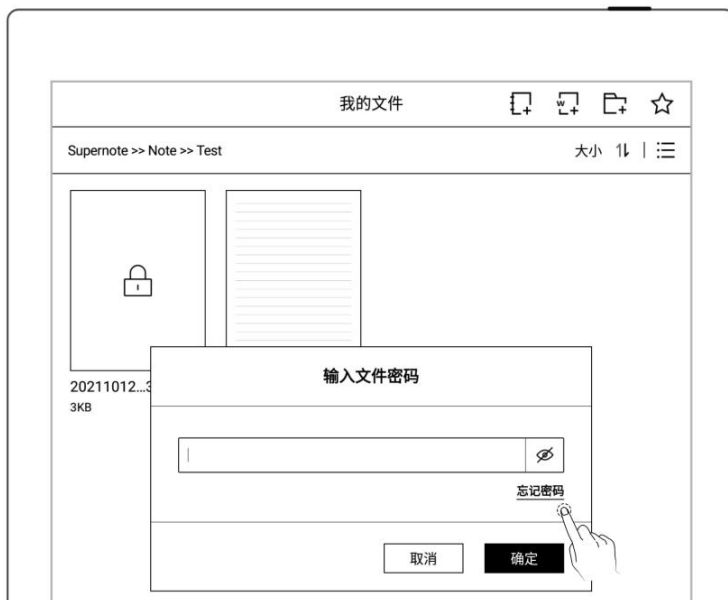 我的文件
Supernote >> Note >> Test
大小
20211012...3
3KB
输入文件密码
忘记密码
取消
确定